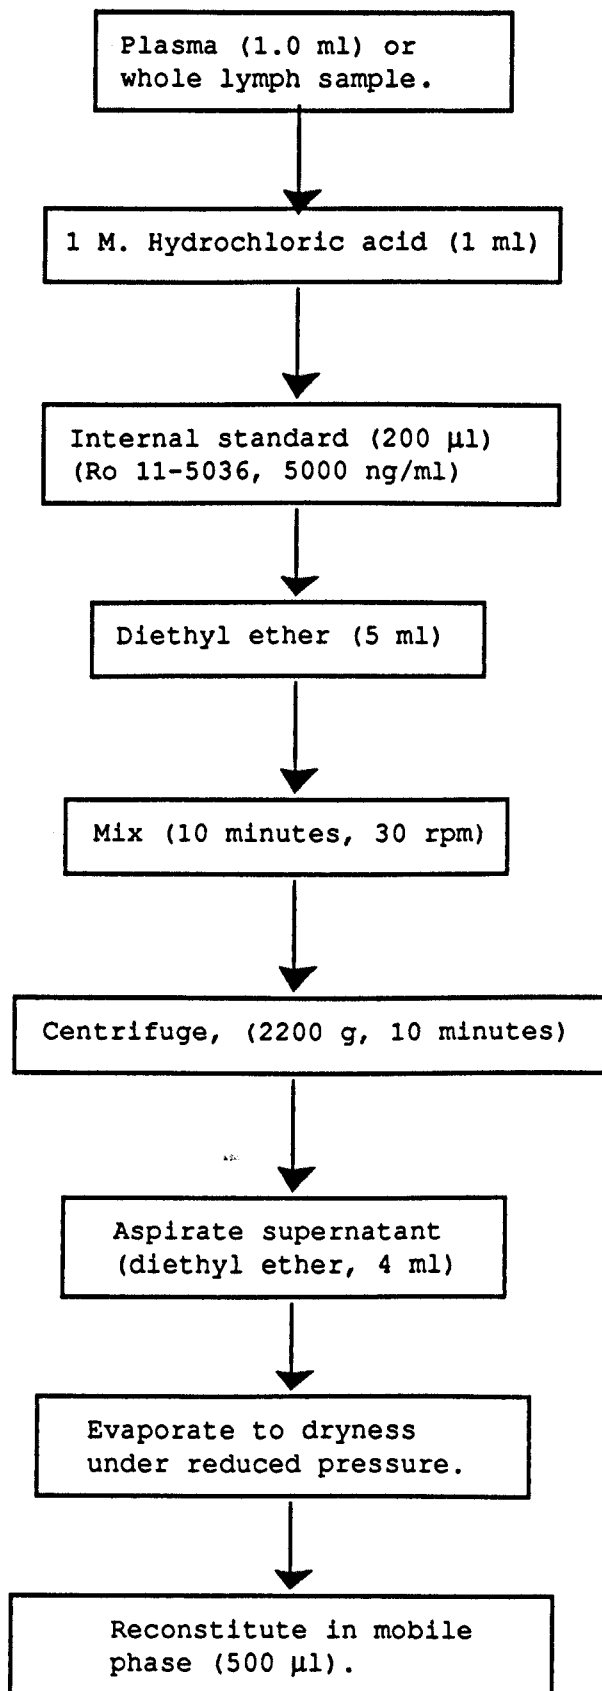 Plasma (1.0 ml) or
whole lymph sample.
1 M. Hydrochloric acid (1 ml)
Internal standard (200 µl)
(Ro 11-5036, 5000 ng/ml)
Diethyl ether (5 ml)
Mix (10 minutes, 30 rpm)
Centrifuge, (2200 g, 10 minutes)
Aspirate supernatant
(diethyl ether, 4 ml)
Evaporate to dryness
under reduced pressure.
Reconstitute in mobile
phase (500 µl).